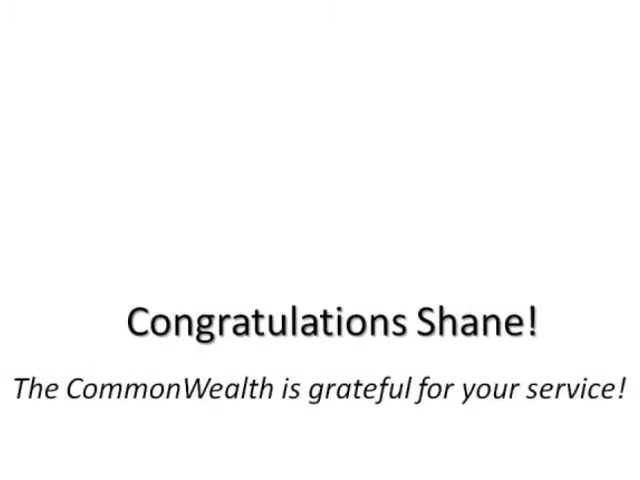 Congratulations Shane!
The CommonWealth is grateful for your service!